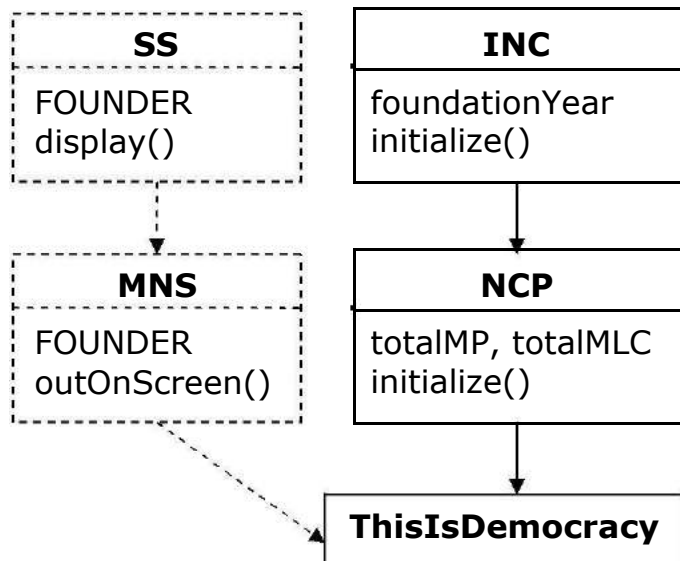 SS
FOUNDER
display()
INC
foundationYear
initialize()
MNS
FOUNDER
outOnScreen()
NCP
totalMP, totalMLC
initialize()
ThisIsDemocracy